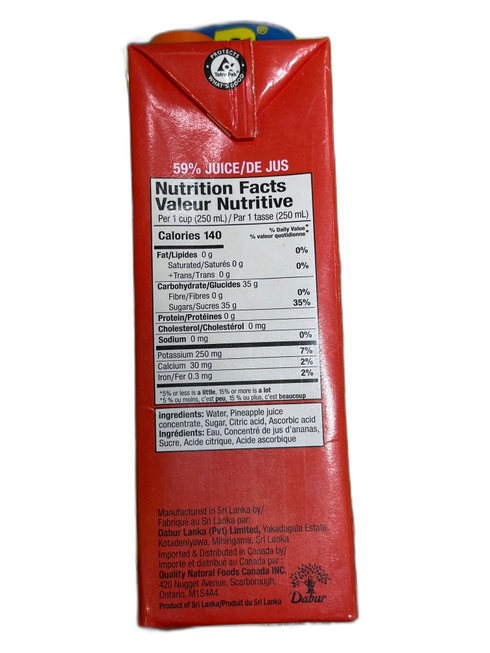 PROTECTS
Tetra Pak
WHAT'S GOOD
59% JUICE/DE JUS
Nutrition Facts
Valeur Nutritive
Per 1 cup (250 mL) / Par 1 tasse (250 mL)
Calories 140 % Daily Value*
% valeur quotidienne*
Fat/Lipides 0 g 0%
Saturated/Saturés 0 g 0%
+Trans/Trans 0 g
Carbohydrate/Glucides 35 g
Fibre/Fibres 0 g 0%
Sugars/Sucres 35 g 35%
Protein/Protéines 0 g
Cholesterol/Cholestérol 0 mg
Sodium 0 mg 0%
Potassium 250 mg 7%
Calcium 30 mg 2%
Iron/Fer 0.3 mg 2%
*5% or less is a little, 15% or more is a lot
*5 % ou moins, c'est peu, 15 % ou plus, c'est beaucoup
Ingredients: Water, Pineapple juice
concentrate, Sugar, Citric acid, Ascorbic acid
Ingrédients: Eau, Concentré de jus d'ananas,
Sucre, Acide citrique, Acide ascorbique
Manufactured in Sri Lanka by/
Fabriqué au Sri Lanka par:
Dabur Lanka (Pvt) Limited, Yakadagala Estate,
Kotadeniyawa, Mihirigama, Sri Lanka
Imported & Distributed in Canada by/
Importé et distribué au Canada par:
Quality Natural Foods Canada INC.
420 Nugget Avenue, Scarborough,
Ontario, M1S4A4
Product of Sri Lanka/Produit du Sri Lanka
Dabur